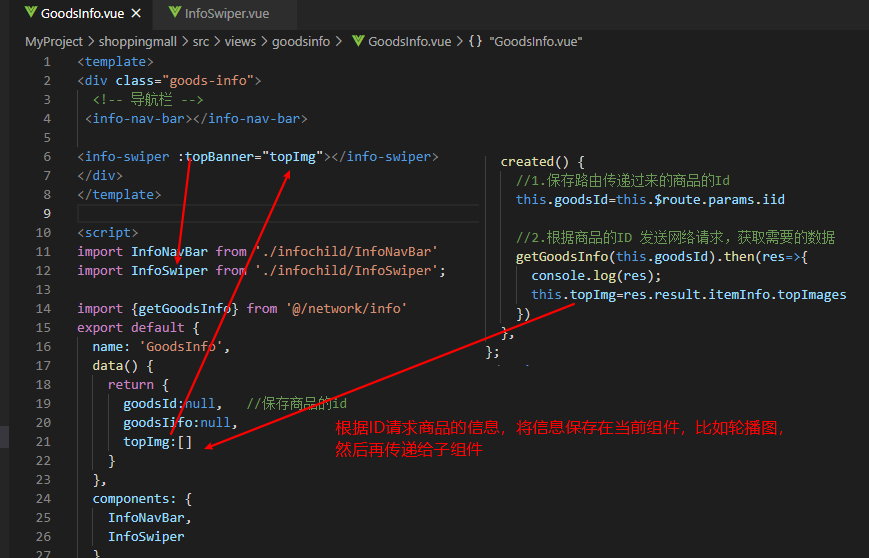 GoodsInfo.vue ✕ InfoSwiper.vue
MyProject > shoppingmall > src > views > goodsinfo > GoodsInfo.vue > {} "GoodsInfo.vue"
1 <template>
2 <div class="goods-info">
3 <!-- 导航栏 -->
4 <info-nav-bar></info-nav-bar>
5
6 <info-swiper :topBanner="topImg"></info-swiper>
7 </div>
8 </template>
9
10 <script>
11 import InfoNavBar from './infochild/InfoNavBar'
12 import InfoSwiper from './infochild/InfoSwiper';
13
14 import {getGoodsInfo} from '@/network/info'
15 export default {
16 name: 'GoodsInfo',
17 data() {
18 return {
19 goodsId:null, //保存商品的id
20 goodsIifo:null,
21 topImg:[]
22 }
23 },
24 components: {
25 InfoNavBar,
26 InfoSwiper
27 }
created() {
//1.保存路由传递过来的商品的Id
this.goodsId=this.$route.params.iid
//2.根据商品的ID 发送网络请求，获取需要的数据
getGoodsInfo(this.goodsId).then(res=>{
console.log(res);
this.topImg=res.result.itemInfo.topImages
})
},
};
根据ID请求商品的信息，将信息保存在当前组件，比如轮播图，
然后再传递给子组件